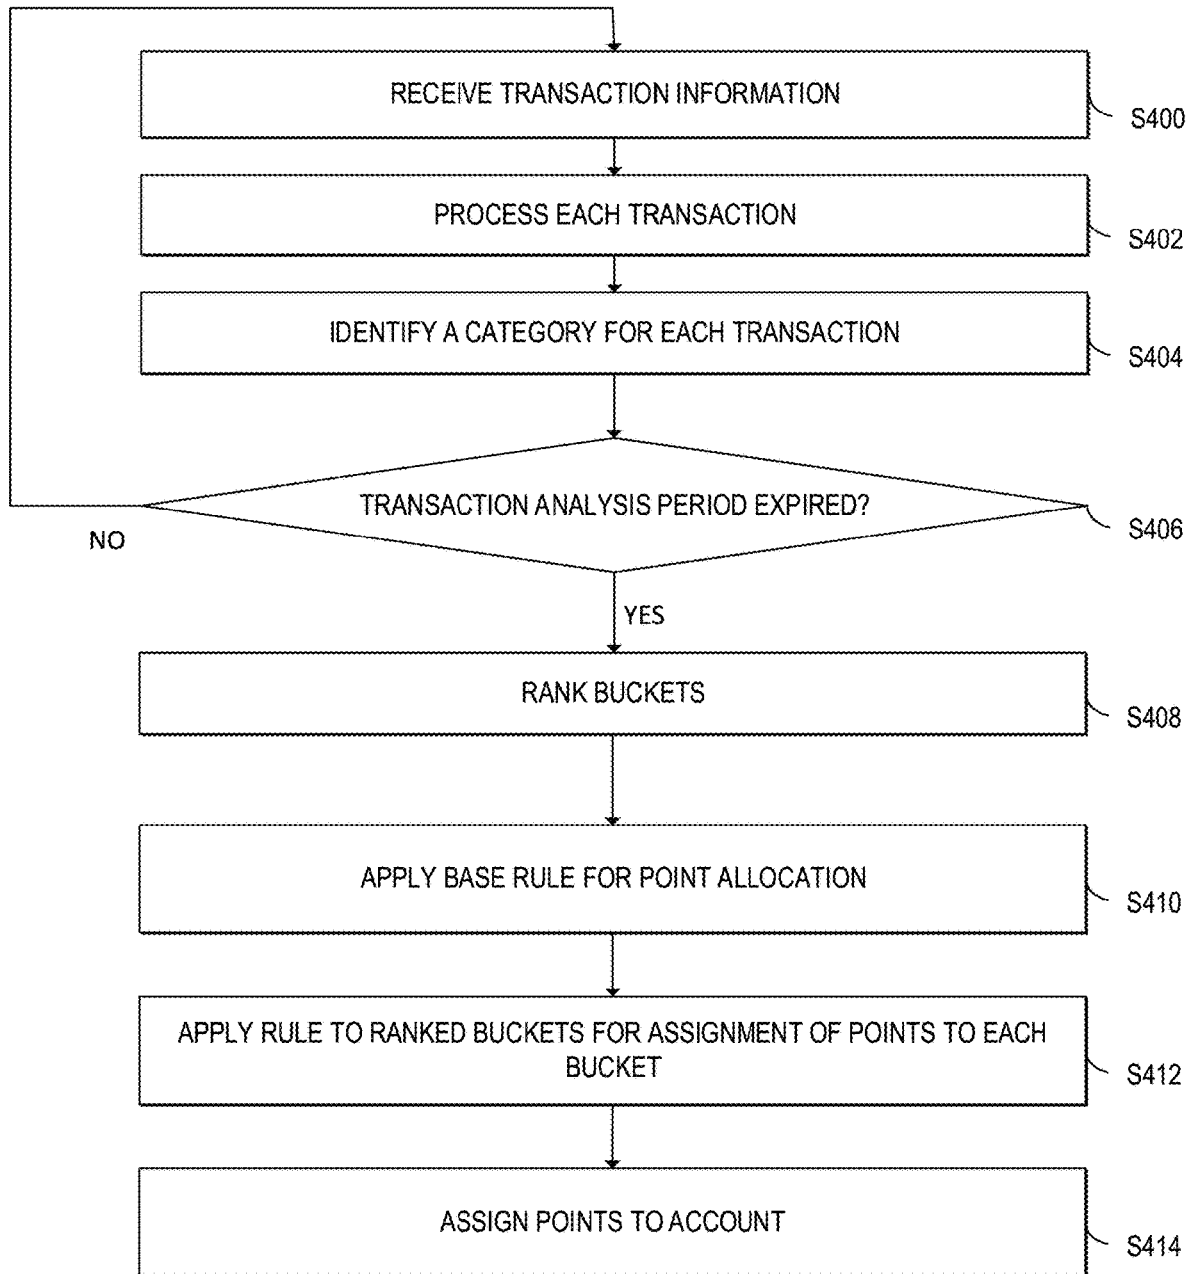 RECEIVE TRANSACTION INFORMATION
S400
PROCESS EACH TRANSACTION
S402
IDENTIFY A CATEGORY FOR EACH TRANSACTION
S404
TRANSACTION ANALYSIS PERIOD EXPIRED?
S406
NO
YES
RANK BUCKETS
S408
APPLY BASE RULE FOR POINT ALLOCATION
S410
APPLY RULE TO RANKED BUCKETS FOR ASSIGNMENT OF POINTS TO EACH
BUCKET
S412
ASSIGN POINTS TO ACCOUNT
S414